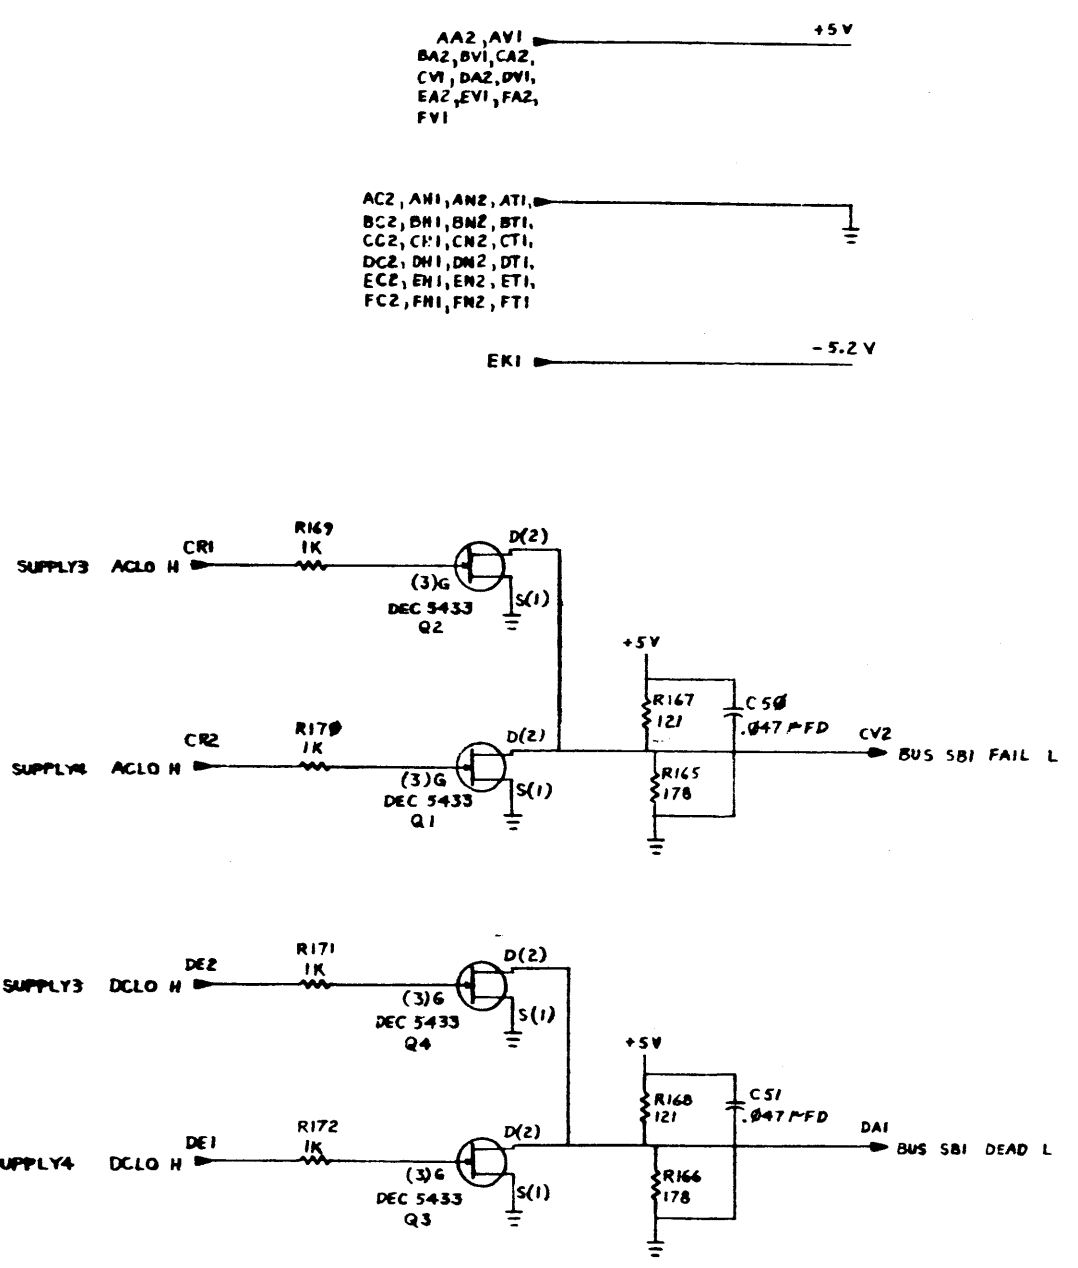 AA2, AV1 +5V
BA2, BV1, CA2,
CV1, DA2, DV1,
EA2, EV1, FA2,
FV1
AC2, AH1, AN2, AT1,
BC2, BH1, BN2, BT1,
CC2, CH1, CN2, CT1,
DC2, DH1, DN2, DT1,
EC2, EH1, EN2, ET1,
FC2, FH1, FN2, FT1
EK1 -5.2 V
SUPPLY3 ACLO H CR1
R169
1K
D(2)
(3)G
S(1)
DEC 5433
Q2
SUPPLY4 ACLO H CR2
R17Ø
1K
D(2)
(3)G
S(1)
DEC 5433
Q1
+5V
R167
121
C5Ø
.Ø47 MFD
R165
178
CV2
BUS SBI FAIL L
SUPPLY3 DCLO H DE2
R171
1K
D(2)
(3)G
S(1)
DEC 5433
Q4
UPPLY4 DCLO H DE1
R172
1K
D(2)
(3)G
S(1)
DEC 5433
Q3
+5V
R168
121
C51
.Ø47 MFD
R166
178
DA1
BUS SBI DEAD L